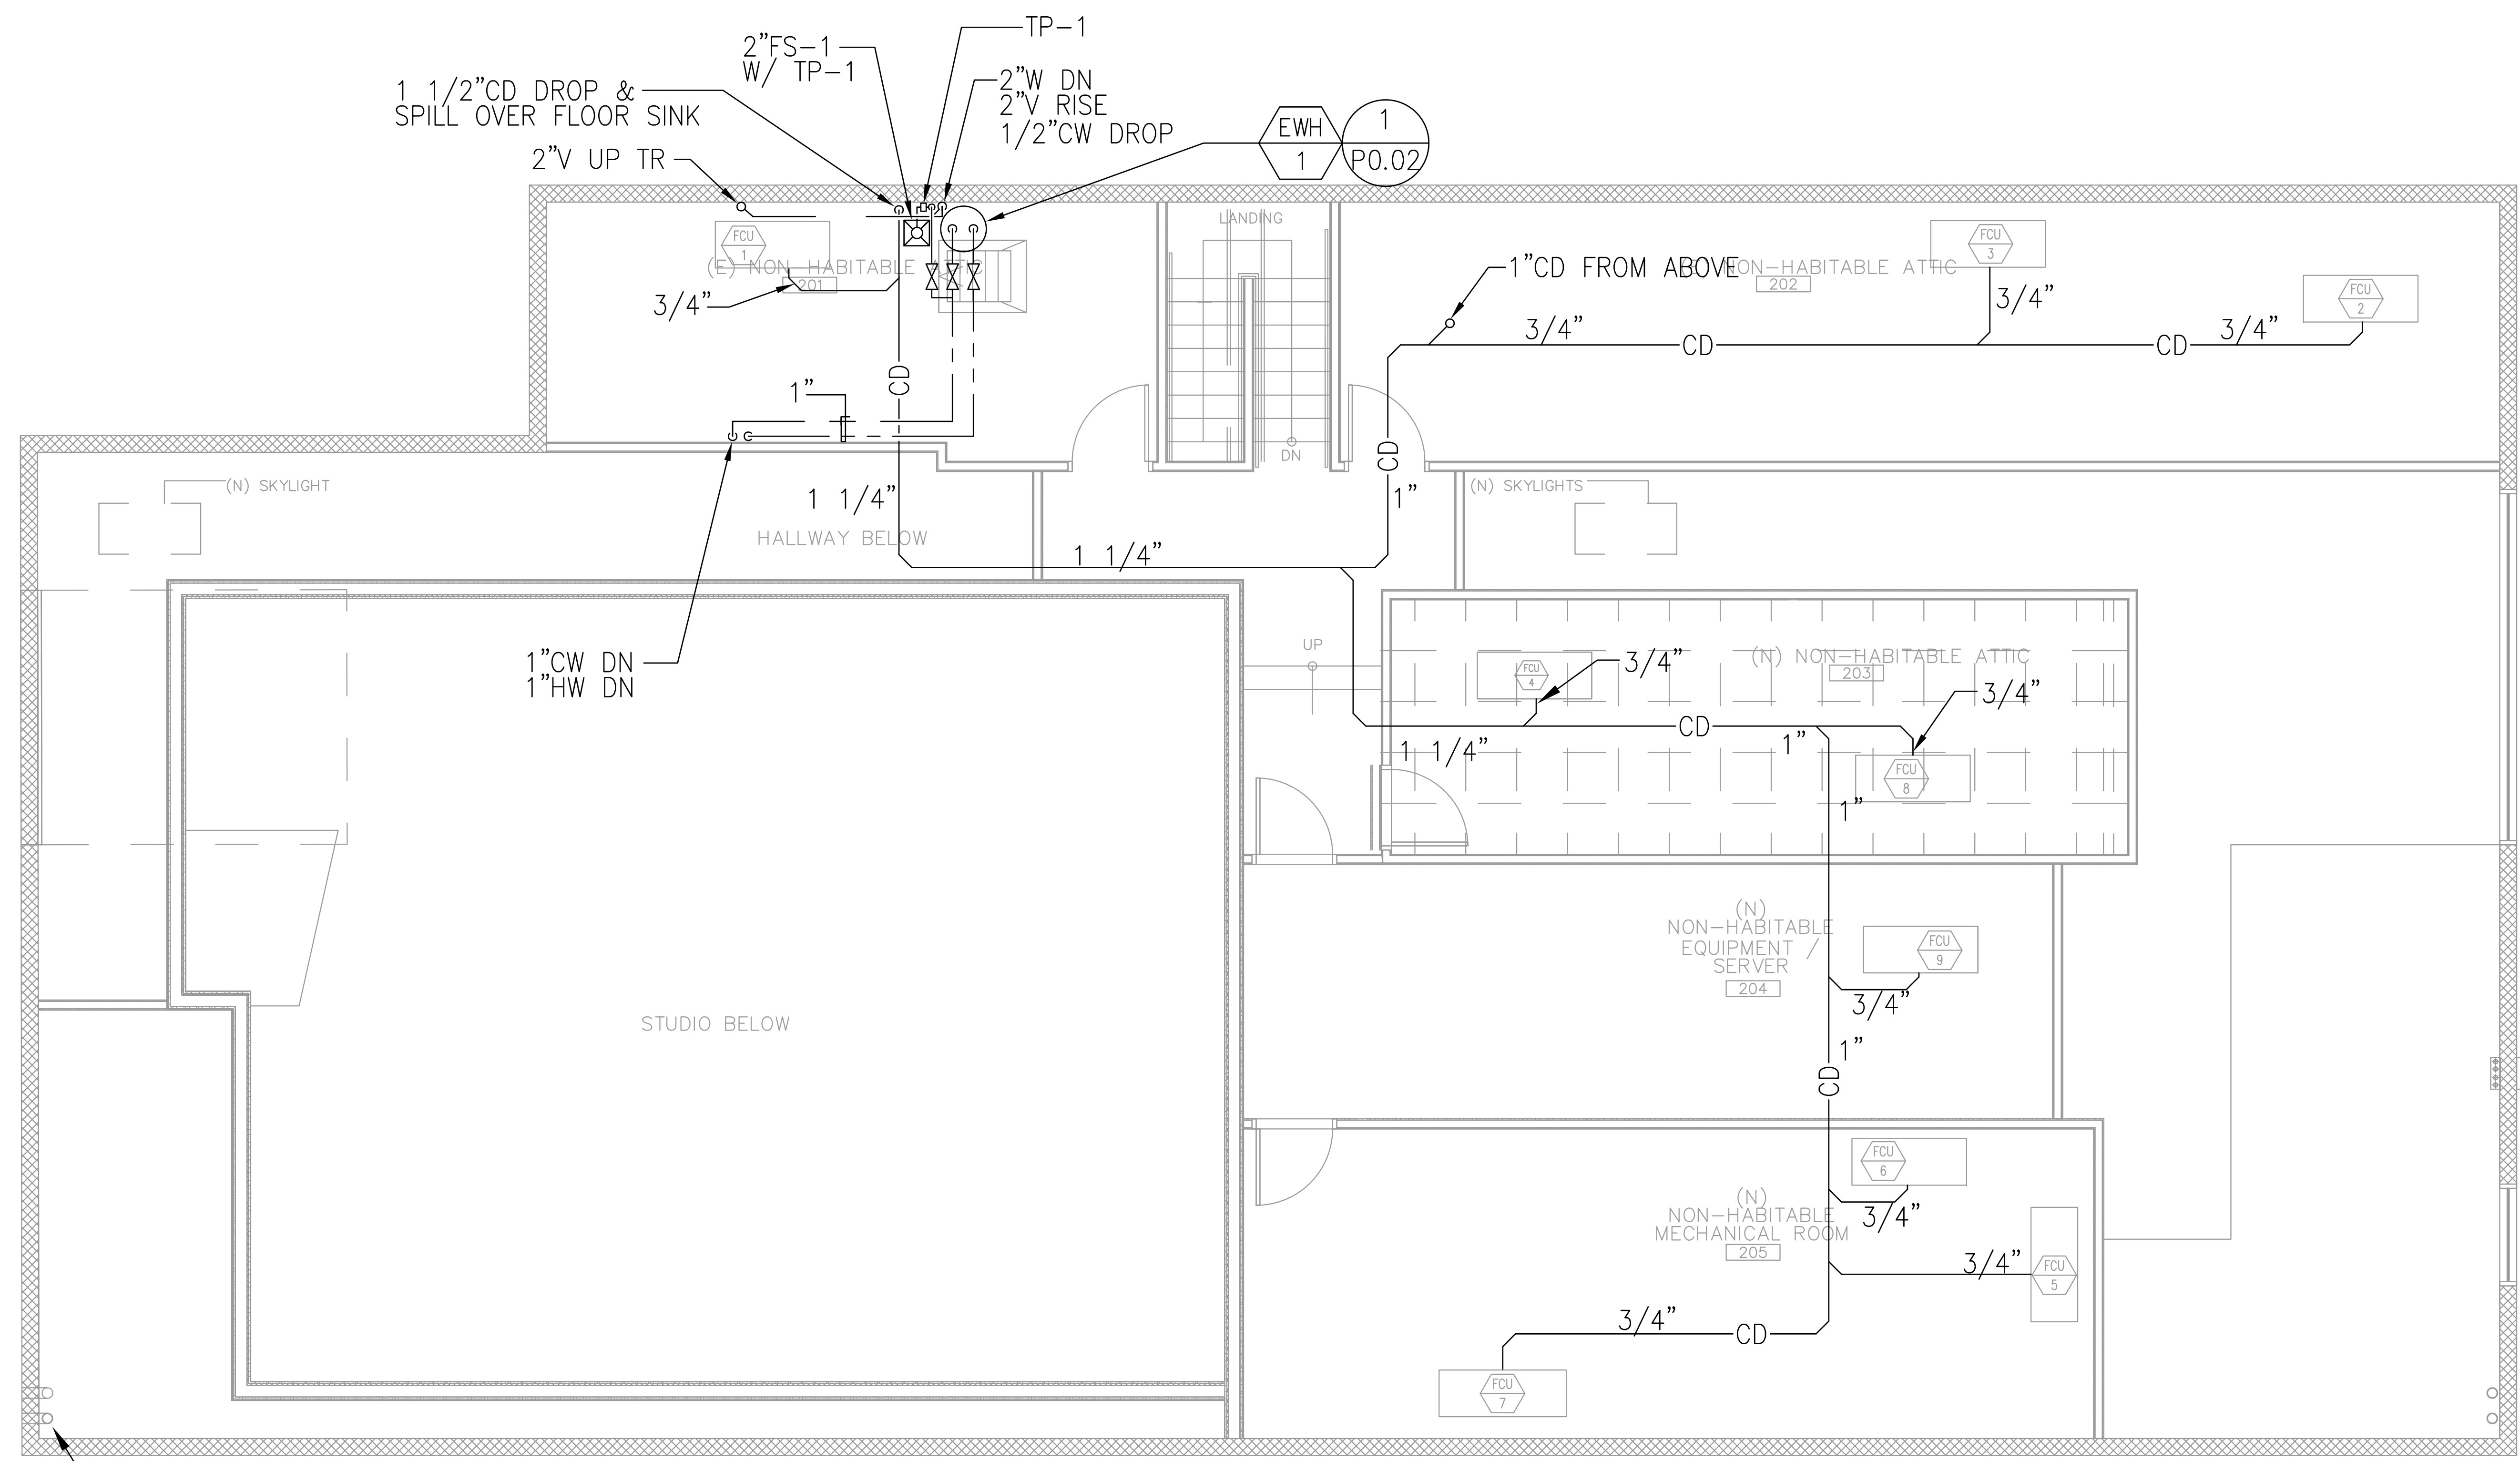 TP-1
2"FS-1
W/ TP-1
1 1/2"CD DROP &
SPILL OVER FLOOR SINK
2"W DN
2"V RISE
1/2"CW DROP
EWH
1
1
P0.02
2"V UP TR
LANDING
FCU
1
(E) NON-HABITABLE ATTIC
201
3/4"
1"CD FROM ABOVE
NON-HABITABLE ATTIC
202
FCU
3
3/4"
FCU
2
3/4"
CD
CD
3/4"
CD
1"
DN
CD
1"
(N) SKYLIGHT
1 1/4"
HALLWAY BELOW
1 1/4"
(N) SKYLIGHTS
1"CW DN
1"HW DN
UP
FCU
4
3/4"
(N) NON-HABITABLE ATTIC
203
3/4"
CD
1 1/4"
1"
FCU
8
1"
(N)
NON-HABITABLE
EQUIPMENT /
SERVER
204
FCU
9
3/4"
STUDIO BELOW
1"
CD
FCU
6
3/4"
(N)
NON-HABITABLE
MECHANICAL ROOM
205
3/4"
FCU
5
3/4"
CD
FCU
7